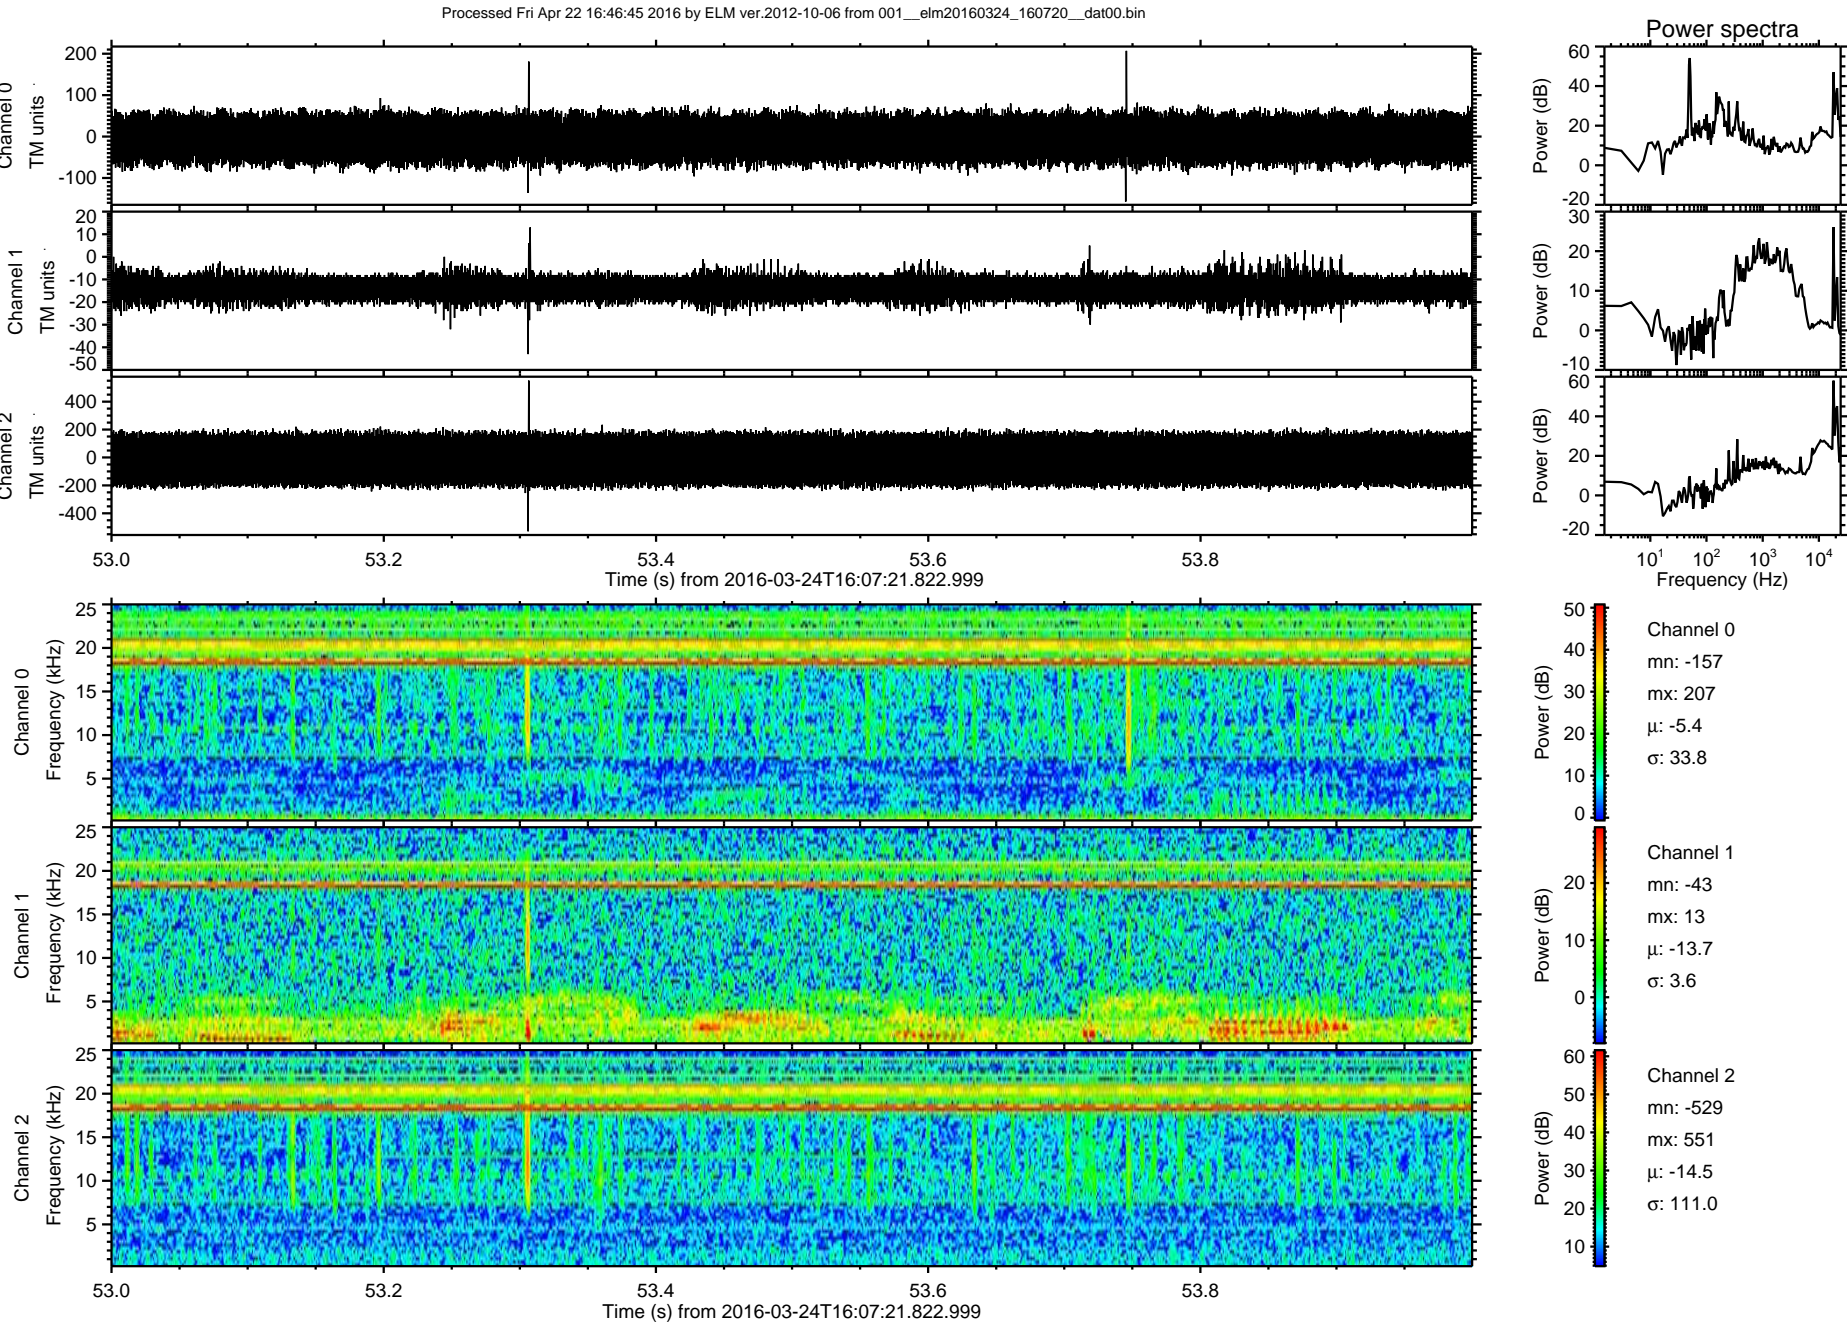 Processed Fri Apr 22 16:46:45 2016 by ELM ver.2012-10-06 from 001__elm20160324_160720__dat00.bin
Power spectra
Channel 0
TM units
200
100
0
-100
Power (dB)
60
40
20
0
-20
Channel 1
TM units
20
10
0
-10
-20
-30
-40
-50
Power (dB)
30
20
10
0
-10
Channel 2
TM units
400
200
0
-200
-400
Power (dB)
60
40
20
0
-20
53.0 53.2 53.4 53.6 53.8
Time (s) from 2016-03-24T16:07:21.822.999
10¹ 10² 10³ 10⁴
Frequency (Hz)
Channel 0
Frequency (kHz)
25
20
15
10
5
Power (dB)
50
40
30
20
10
0
Channel 0
mn: -157
mx: 207
µ: -5.4
σ: 33.8
Channel 1
Frequency (kHz)
25
20
15
10
5
Power (dB)
20
10
0
Channel 1
mn: -43
mx: 13
µ: -13.7
σ: 3.6
Channel 2
Frequency (kHz)
25
20
15
10
5
Power (dB)
60
50
40
30
20
10
Channel 2
mn: -529
mx: 551
µ: -14.5
σ: 111.0
53.0 53.2 53.4 53.6 53.8
Time (s) from 2016-03-24T16:07:21.822.999